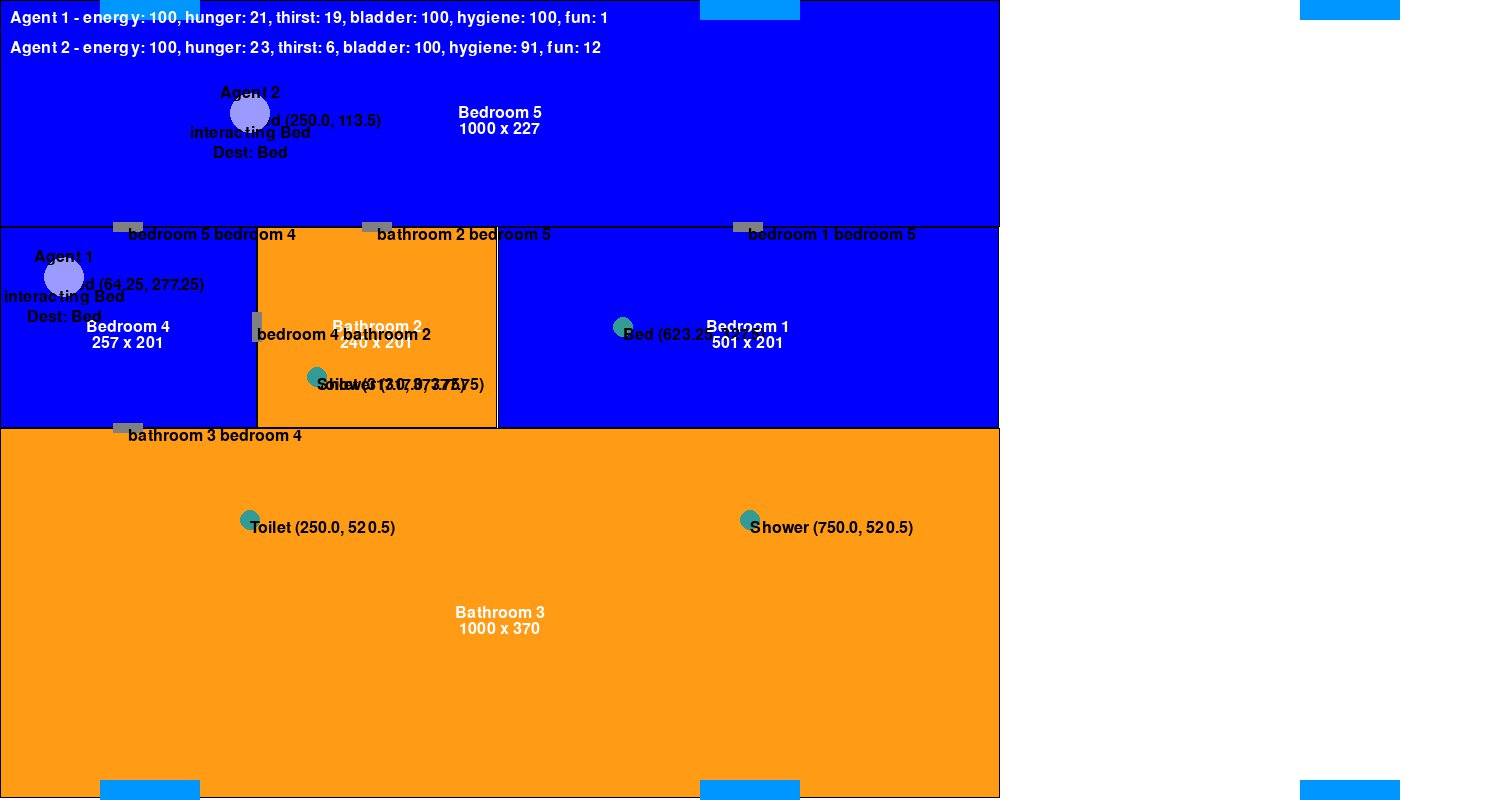 Agent 1 - energy: 100, hunger: 21, thirst: 19, bladder: 100, hygiene: 100, fun: 1
Agent 2 - energy: 100, hunger: 23, thirst: 6, bladder: 100, hygiene: 91, fun: 12
Agent 2
(250.0, 113.5)
interacting Bed
Dest: Bed
Bedroom 5
1000 x 227
bedroom 5 bedroom 4
bathroom 2 bedroom 5
bedroom 1 bedroom 5
Agent 1
(64.25, 277.25)
interacting Bed
Dest: Bed
Bedroom 4
257 x 201
Bathroom 2
240 x 201
bedroom 4 bathroom 2
Bed (623.25,
Bedroom 1
501 x 201
bathroom 3 bedroom 4
Toilet (250.0, 520.5)
Shower (750.0, 520.5)
Bathroom 3
1000 x 370